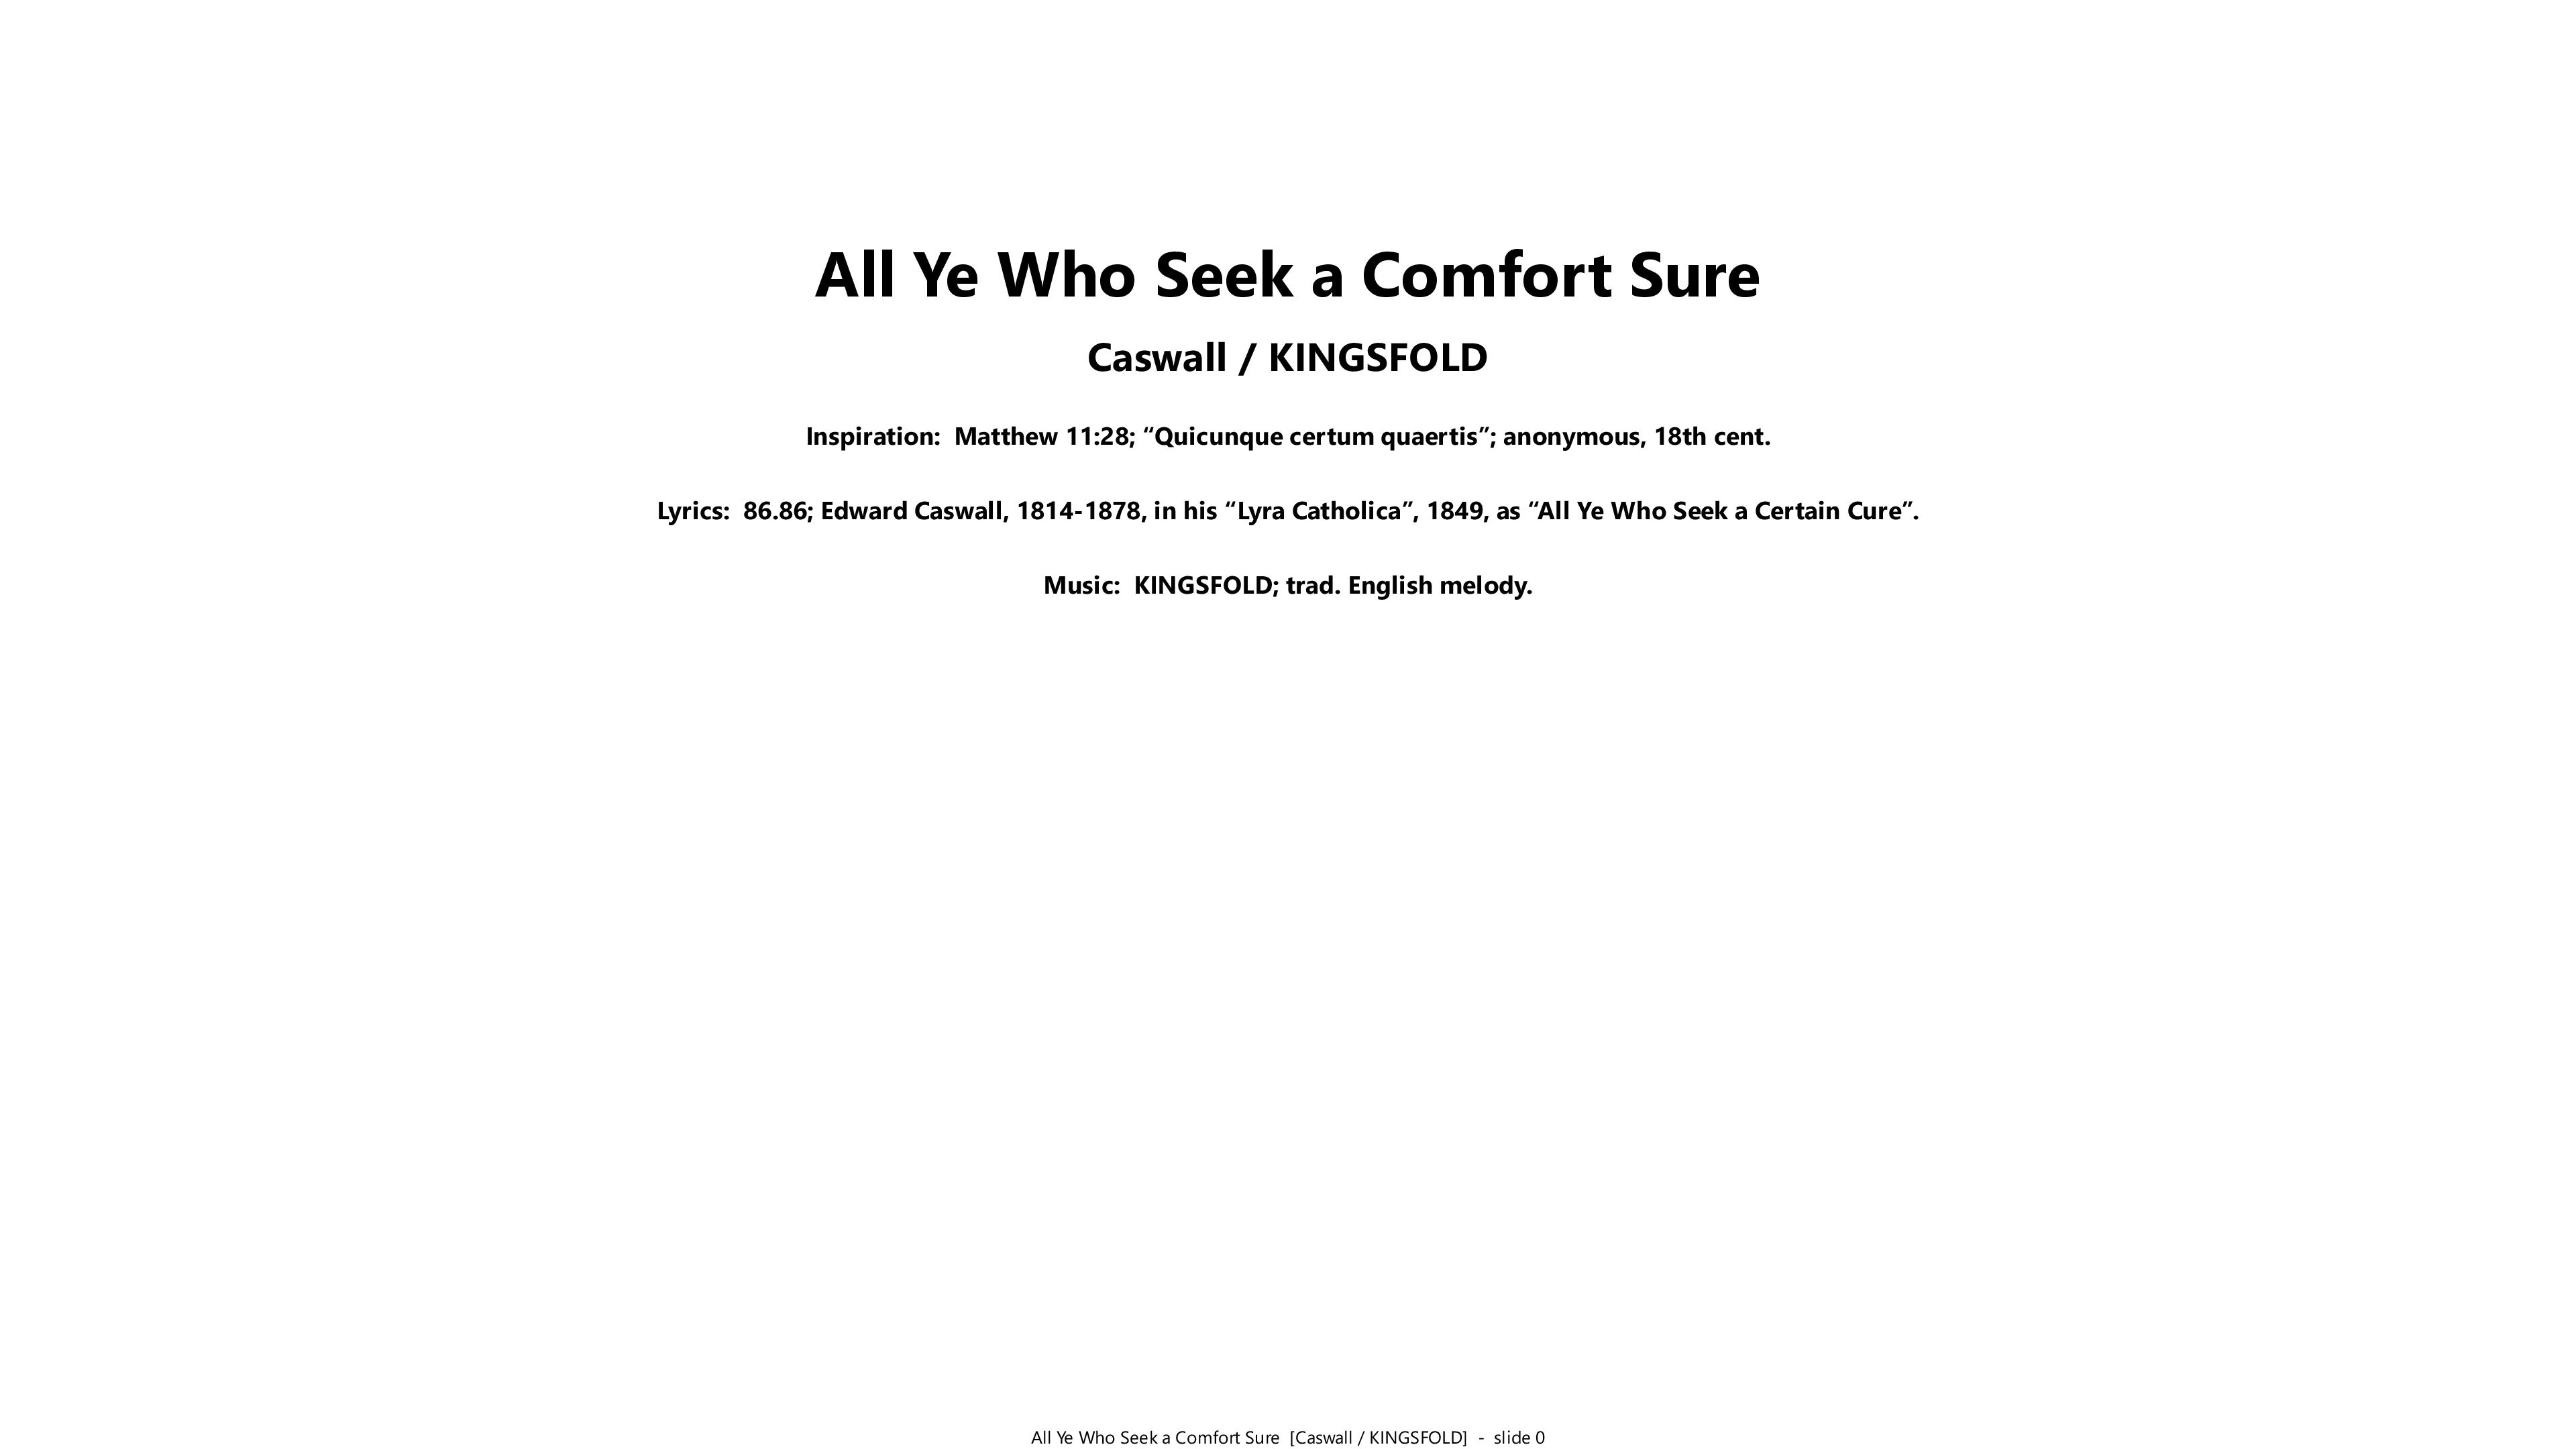 All Ye Who Seek a Comfort Sure
Caswall / KINGSFOLD
Inspiration:  Matthew 11:28; “Quicunque certum quaertis”; anonymous, 18th cent.
Lyrics:  86.86; Edward Caswall, 1814-1878, in his “Lyra Catholica”, 1849, as “All Ye Who Seek a Certain Cure”.
Music:  KINGSFOLD; trad. English melody.
All Ye Who Seek a Comfort Sure  [Caswall / KINGSFOLD]  -  slide 0